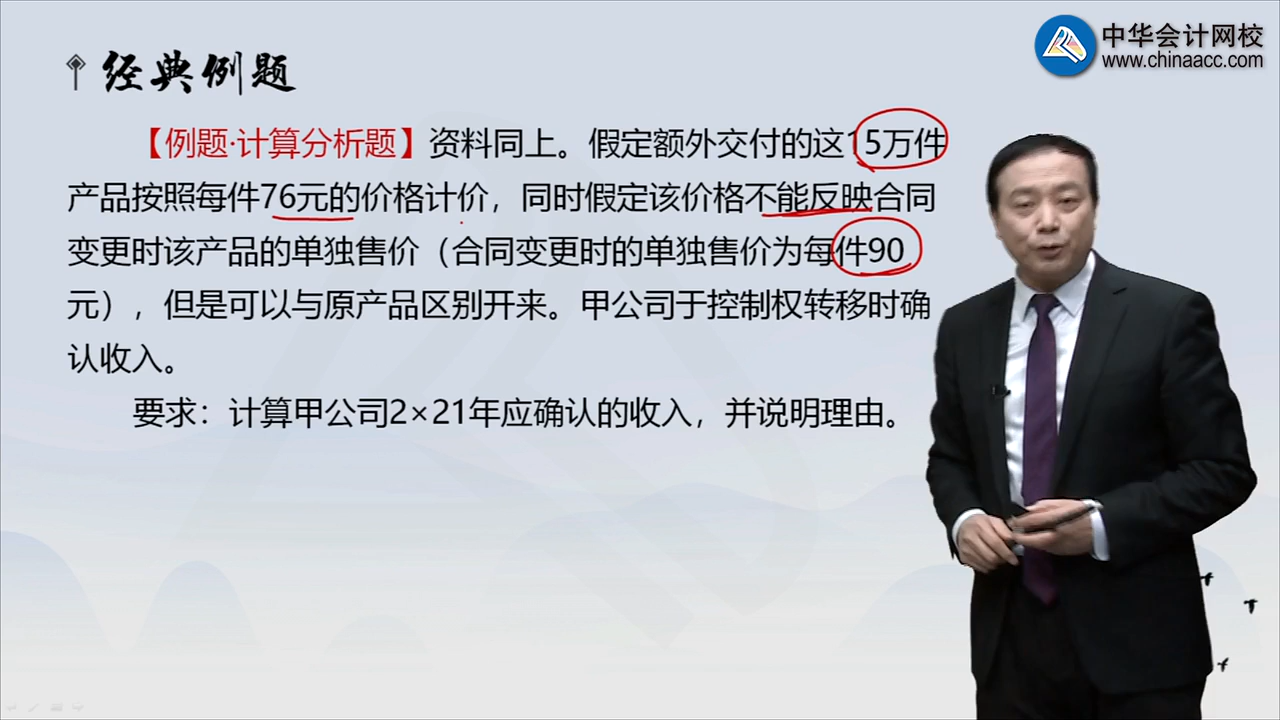 中华会计网校
www.chinaacc.com
经典例题
【例题·计算分析题】资料同上。假定额外交付的这15万件
产品按照每件76元的价格计价，同时假定该价格不能反映合同
变更时该产品的单独售价（合同变更时的单独售价为每件90
元），但是可以与原产品区别开来。甲公司于控制权转移时确
认收入。
要求：计算甲公司2×21年应确认的收入，并说明理由。